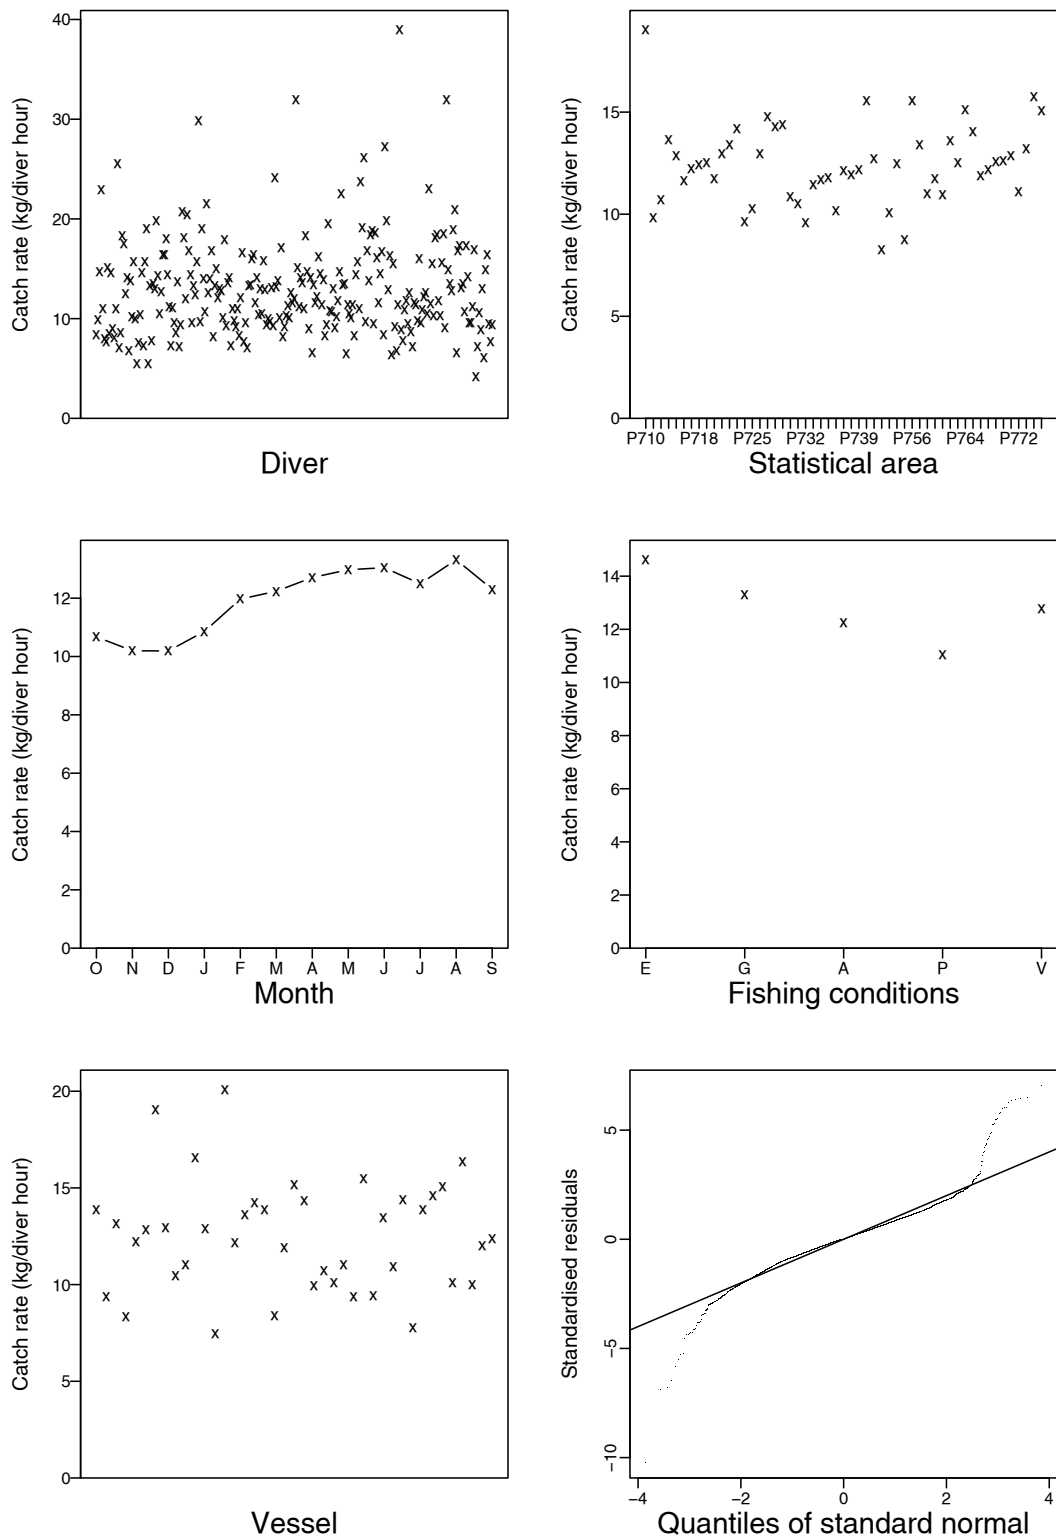 Catch rate (kg/diver hour)
40
30
20
10
0
Diver
Catch rate (kg/diver hour)
15
10
5
0
P710 P718 P725 P732 P739 P756 P764 P772
Statistical area
Catch rate (kg/diver hour)
12
10
8
6
4
2
0
O N D J F M A M J J A S
Month
Catch rate (kg/diver hour)
14
12
10
8
6
4
2
0
E G A P V
Fishing conditions
Catch rate (kg/diver hour)
20
15
10
5
0
Vessel
Standardised residuals
5
0
−5
−10
−4 −2 0 2 4
Quantiles of standard normal